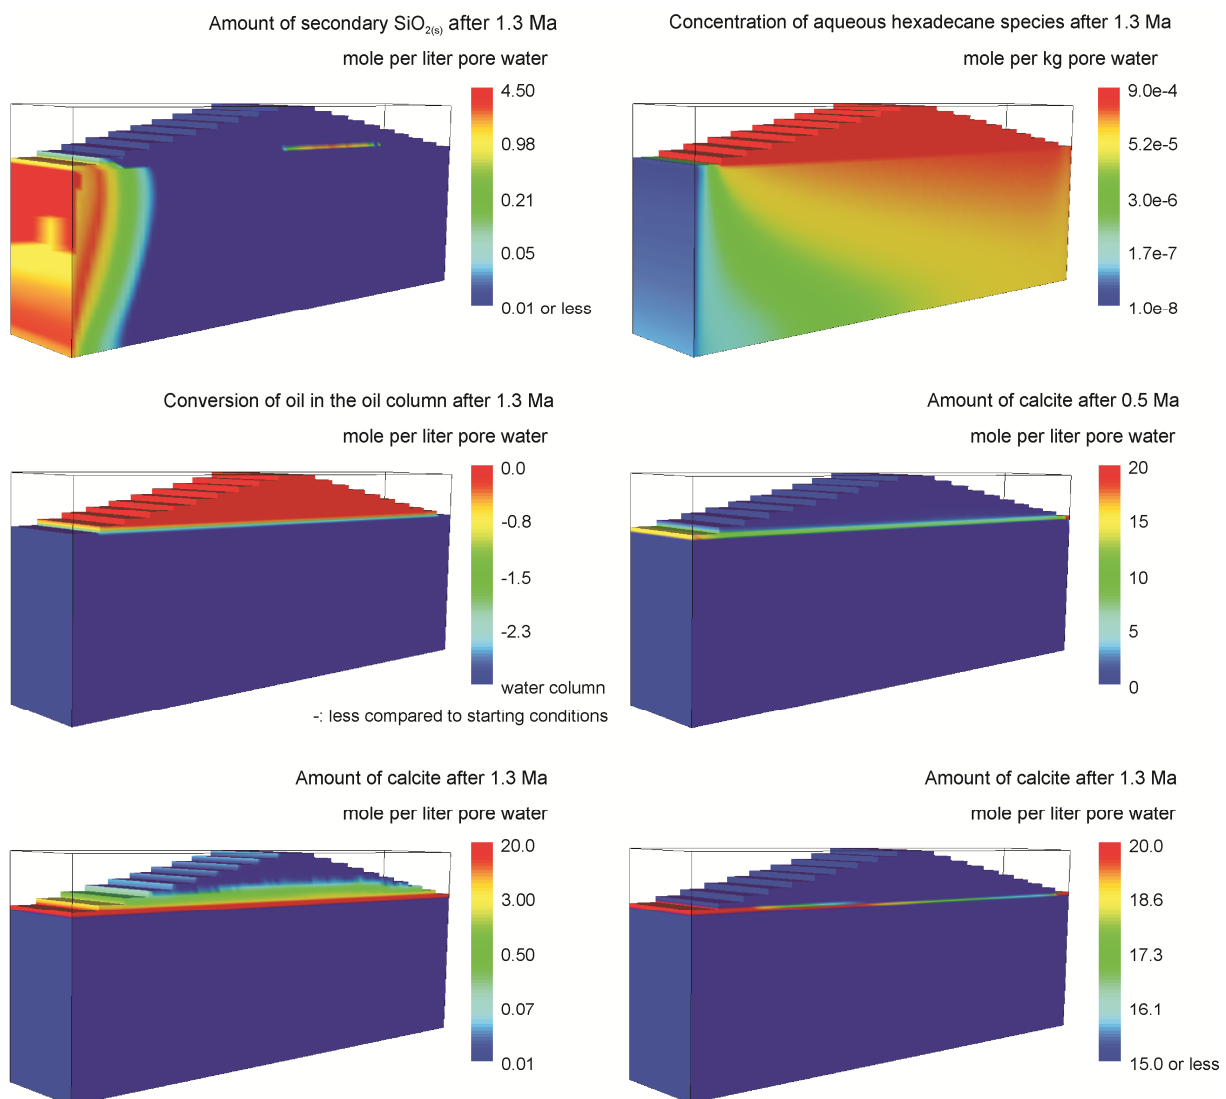 Amount of secondary SiO2(s) after 1.3 Ma
mole per liter pore water
4.50
0.98
0.21
0.05
0.01 or less
Concentration of aqueous hexadecane species after 1.3 Ma
mole per kg pore water
9.0e-4
5.2e-5
3.0e-6
1.7e-7
1.0e-8
Conversion of oil in the oil column after 1.3 Ma
mole per liter pore water
0.0
-0.8
-1.5
-2.3
water column
-: less compared to starting conditions
Amount of calcite after 0.5 Ma
mole per liter pore water
20
15
10
5
0
Amount of calcite after 1.3 Ma
mole per liter pore water
20.0
3.00
0.50
0.07
0.01
Amount of calcite after 1.3 Ma
mole per liter pore water
20.0
18.6
17.3
16.1
15.0 or less